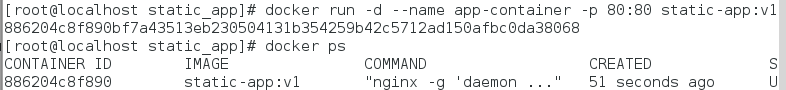 [root@localhost static_app]# docker run -d --name app-container -p 80:80 static-app:v1
886204c8f890bf7a43513eb230504131b354259b42c5712ad150afbc0da38068
[root@localhost static_app]# docker ps
CONTAINER ID IMAGE COMMAND CREATED S
886204c8f890 static-app:v1 "nginx -g 'daemon ..." 51 seconds ago U